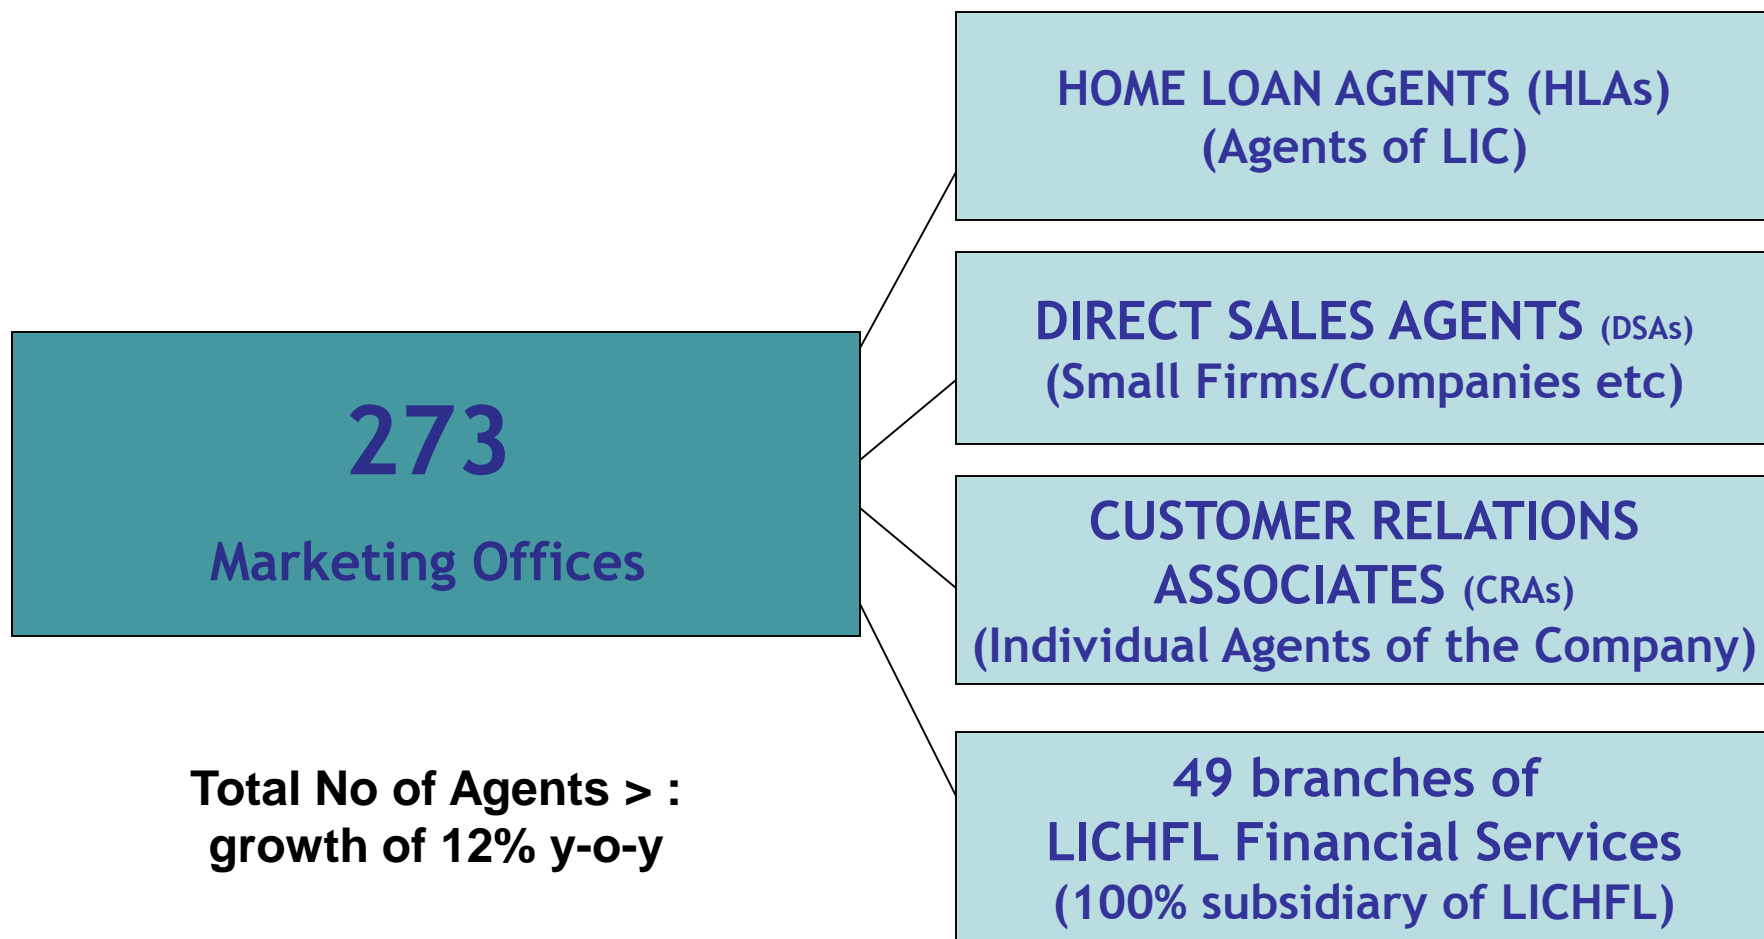 273
Marketing Offices
Total No of Agents > :
growth of 12% y-o-y
HOME LOAN AGENTS (HLAs)
(Agents of LIC)
DIRECT SALES AGENTS (DSAs)
(Small Firms/Companies etc)
CUSTOMER RELATIONS
ASSOCIATES (CRAs)
(Individual Agents of the Company)
49 branches of
LICHFL Financial Services
(100% subsidiary of LICHFL)